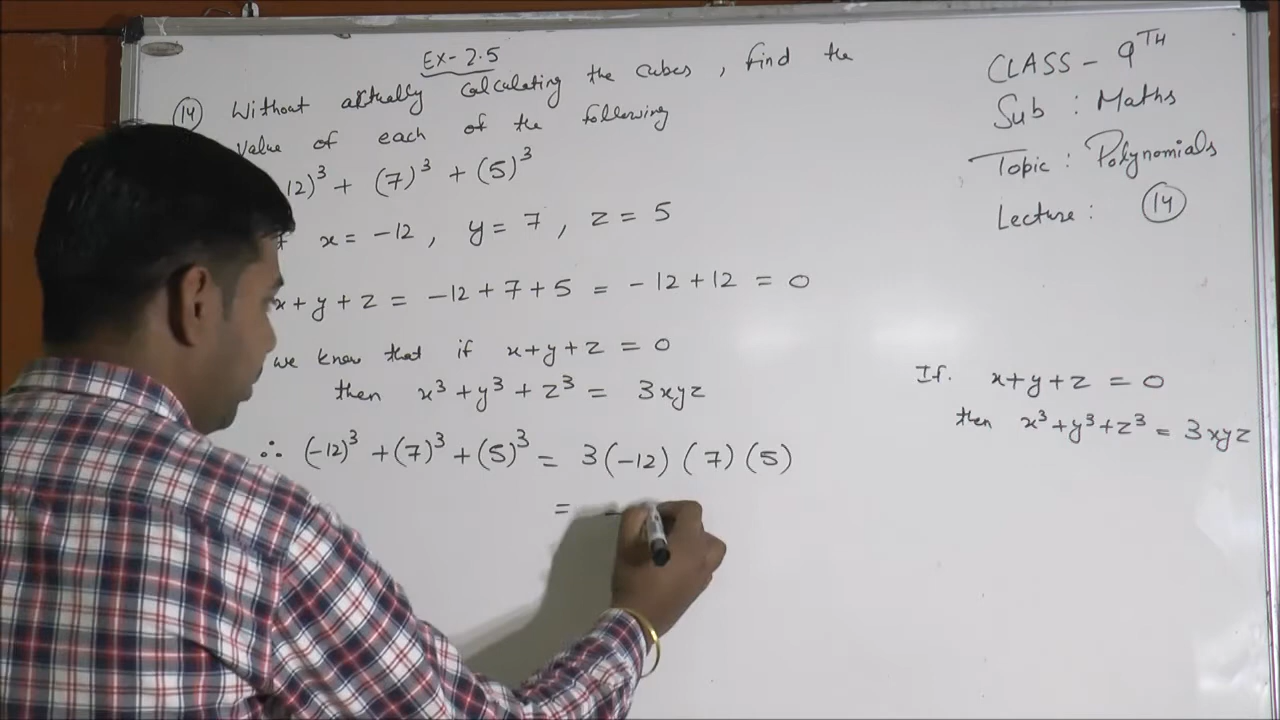 Ex- 2.5
(14) Without actually calculating the cubes, find the
value of each of the following
12)³ + (7)³ + (5)³
x = -12, y = 7, z = 5
x + y + z = -12 + 7 + 5 = -12 + 12 = 0
we know that if x + y + z = 0
then x³ + y³ + z³ = 3xyz
∴ (-12)³ + (7)³ + (5)³ = 3(-12)(7)(5)
= -
CLASS - 9TH
Sub : Maths
Topic : Polynomials
Lecture : (14)
If. x+y+z = 0
then x³+y³+z³ = 3xyz